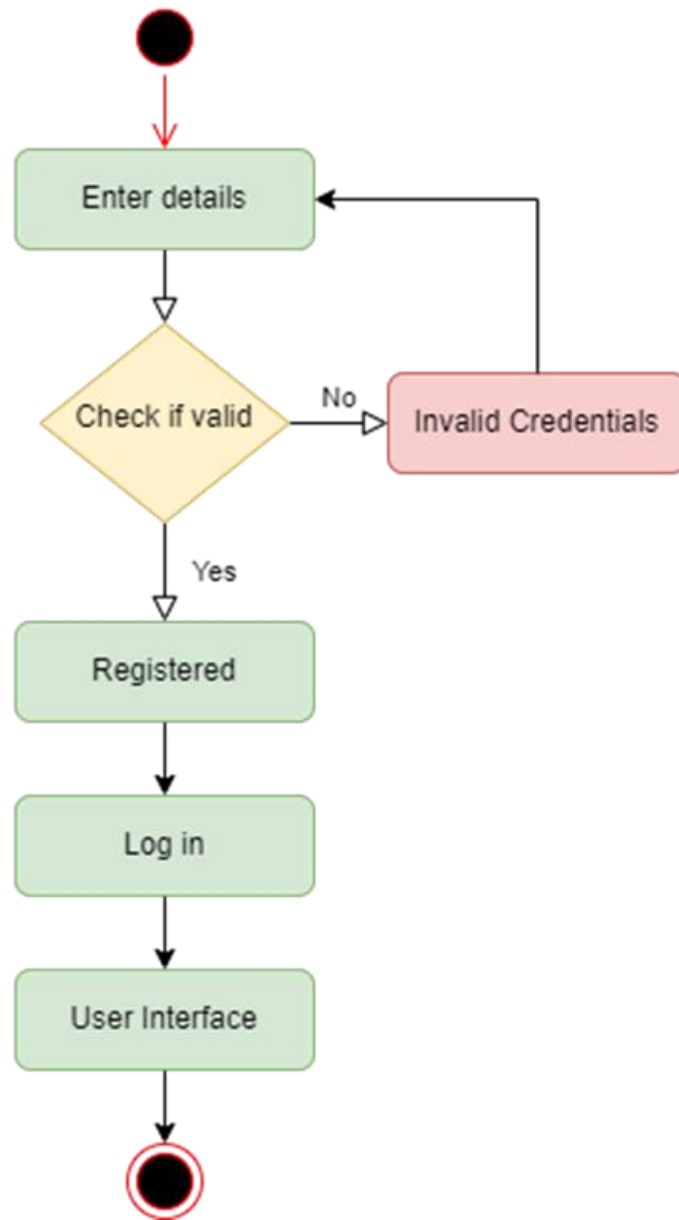 Enter details
Check if valid
No
Invalid Credentials
Yes
Registered
Log in
User Interface